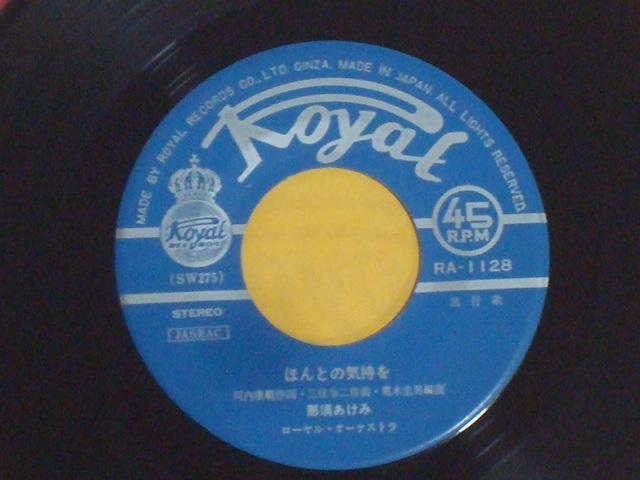 MADE BY ROYAL RECORDS CO., LTD. GINZA, MADE IN JAPAN. ALL LIGHTS RESERVED
Royal
Royal
RECORDS
45
R.P.M
RA-1128
(SW275)
流行歌
STEREO
JASRAC
ほんとの気持を
那須あけみ
ローヤル・オーケストラ